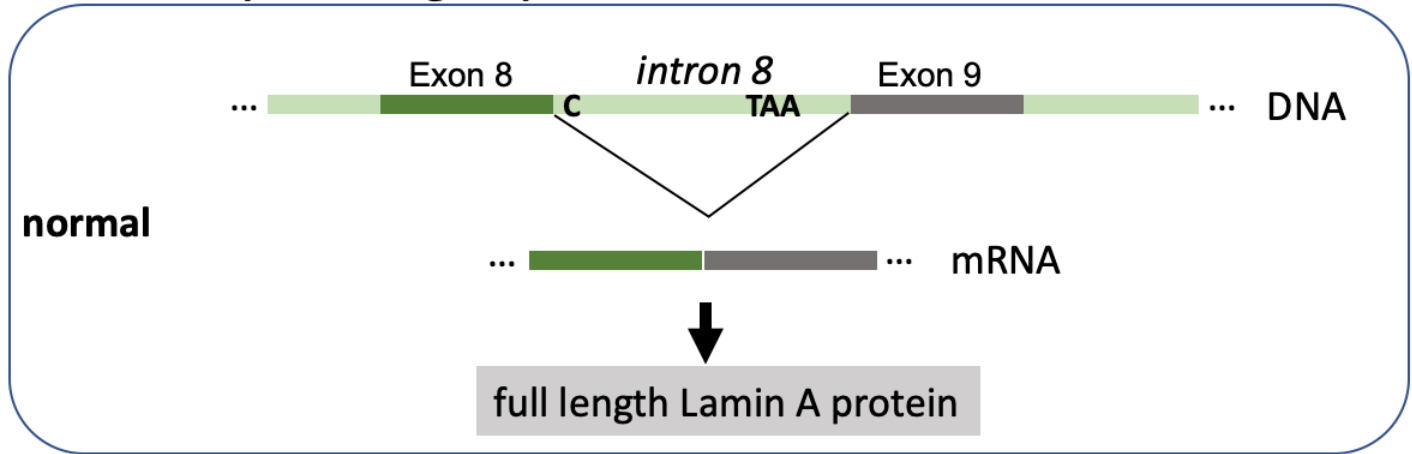 Exon 8 intron 8 Exon 9
... C TAA ... DNA
normal
... ... mRNA
full length Lamin A protein